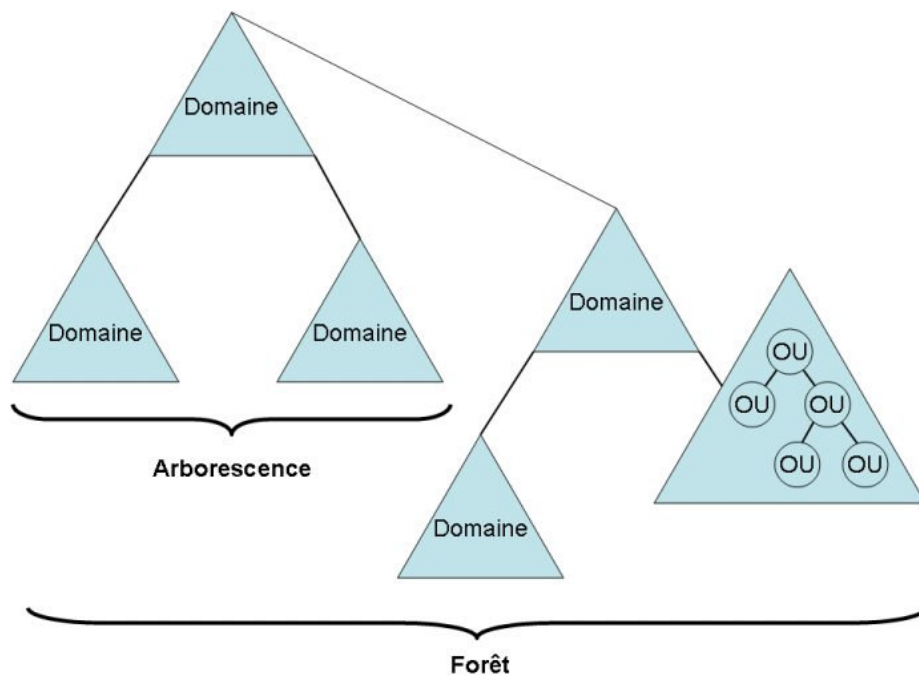 Domaine
Domaine
Domaine
Domaine
OU
OU
OU
OU
OU
Arborescence
Domaine
Forêt